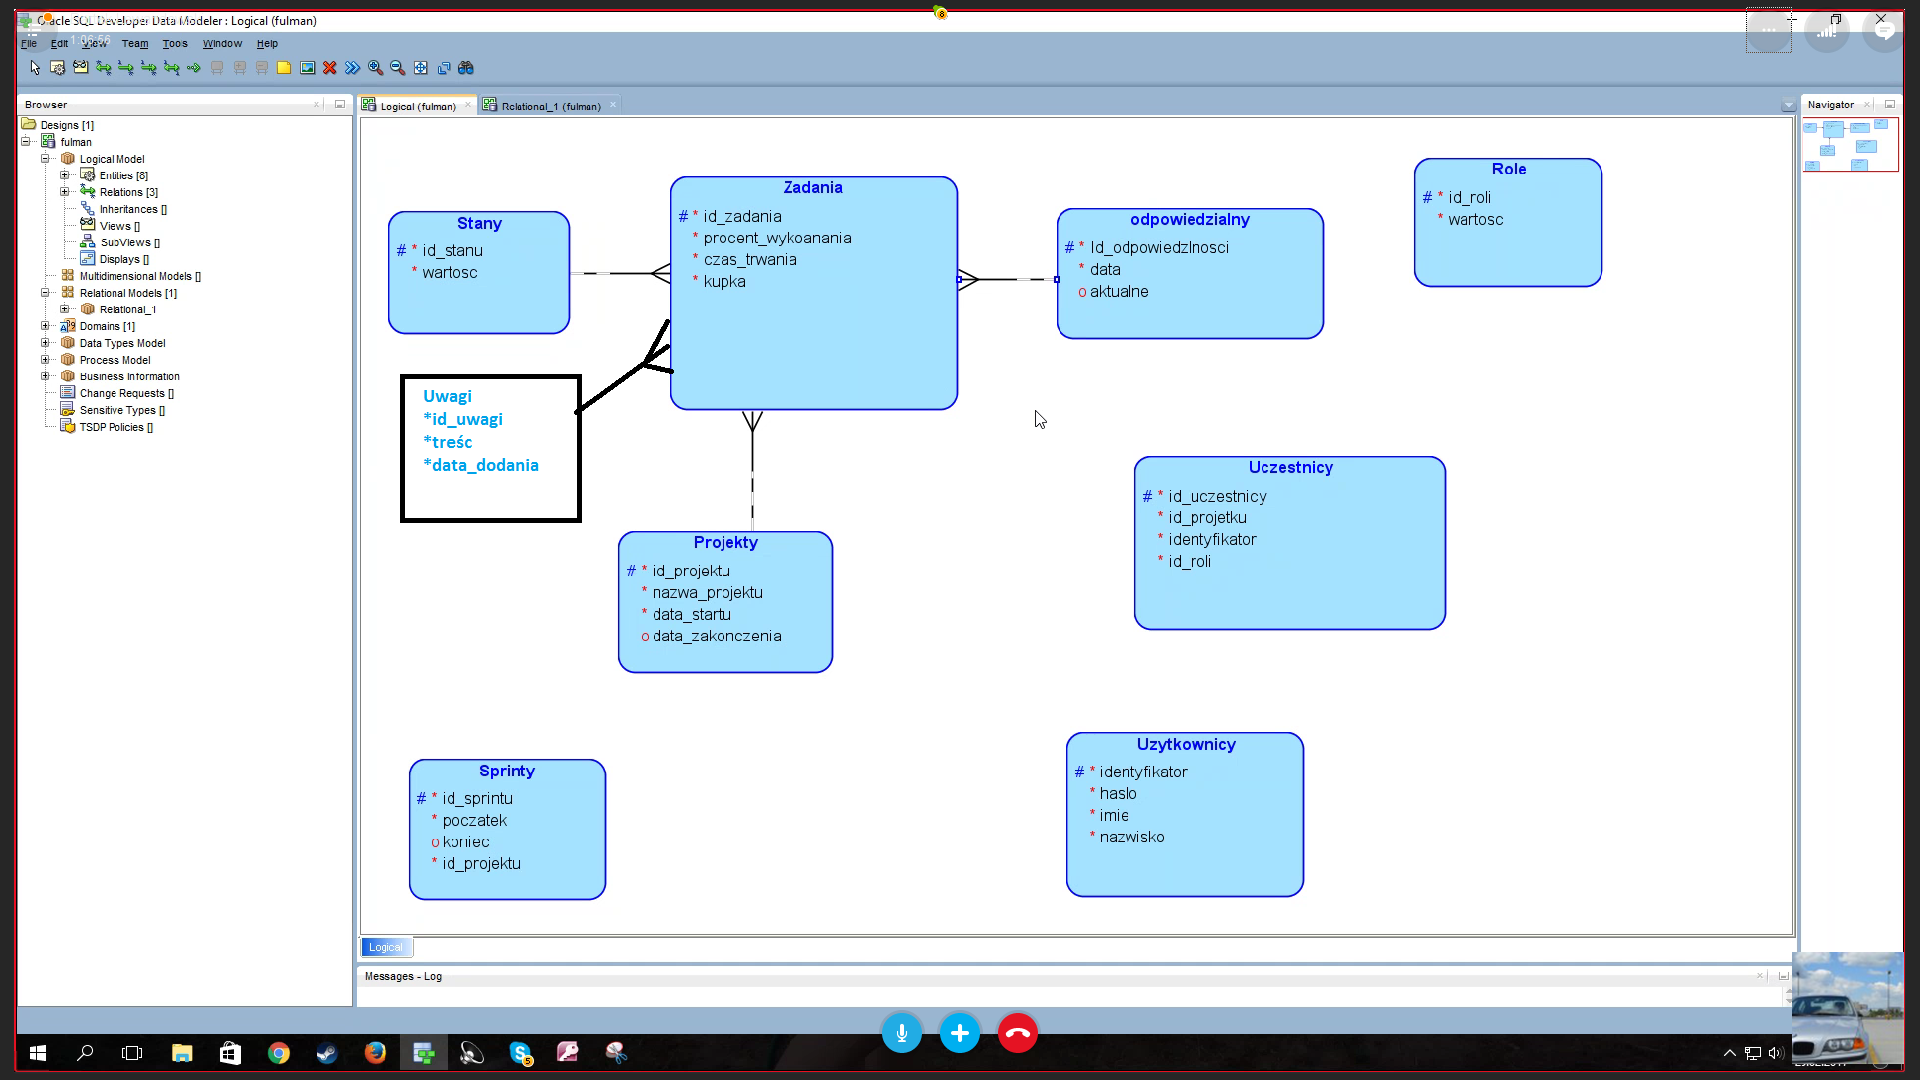 Oracle SQL Developer Data Modeler : Logical (fulman)
1:06:56
File Edit View Team Tools Window Help
Browser
Designs [1]
fulman
Logical Model
Entities [8]
Relations [3]
Inheritances []
Views []
SubViews []
Displays []
Multidimensional Models []
Relational Models [1]
Relational_1
Domains [1]
Data Types Model
Process Model
Business Information
Change Requests []
Sensitive Types []
TSDP Policies []
Logical (fulman)
Relational_1 (fulman)
Navigator
Stany
# * id_stanu
* wartosc
Zadania
# * id_zadania
* procent_wykoanania
* czas_trwania
* kupka
odpowiedzialny
# * Id_odpowiedzlnosci
* data
o aktualne
Role
# * id_roli
* wartosc
Uwagi
*id_uwagi
*treśc
*data_dodania
Projekty
# * id_projektu
* nazwa_projektu
* data_startu
o data_zakonczenia
Uczestnicy
# * id_uczestnicy
* id_projetku
* identyfikator
* id_roli
Sprinty
# * id_sprintu
* poczatek
o koniec
* id_projektu
Uzytkownicy
# * identyfikator
* haslo
* imie
* nazwisko
Logical
Messages - Log